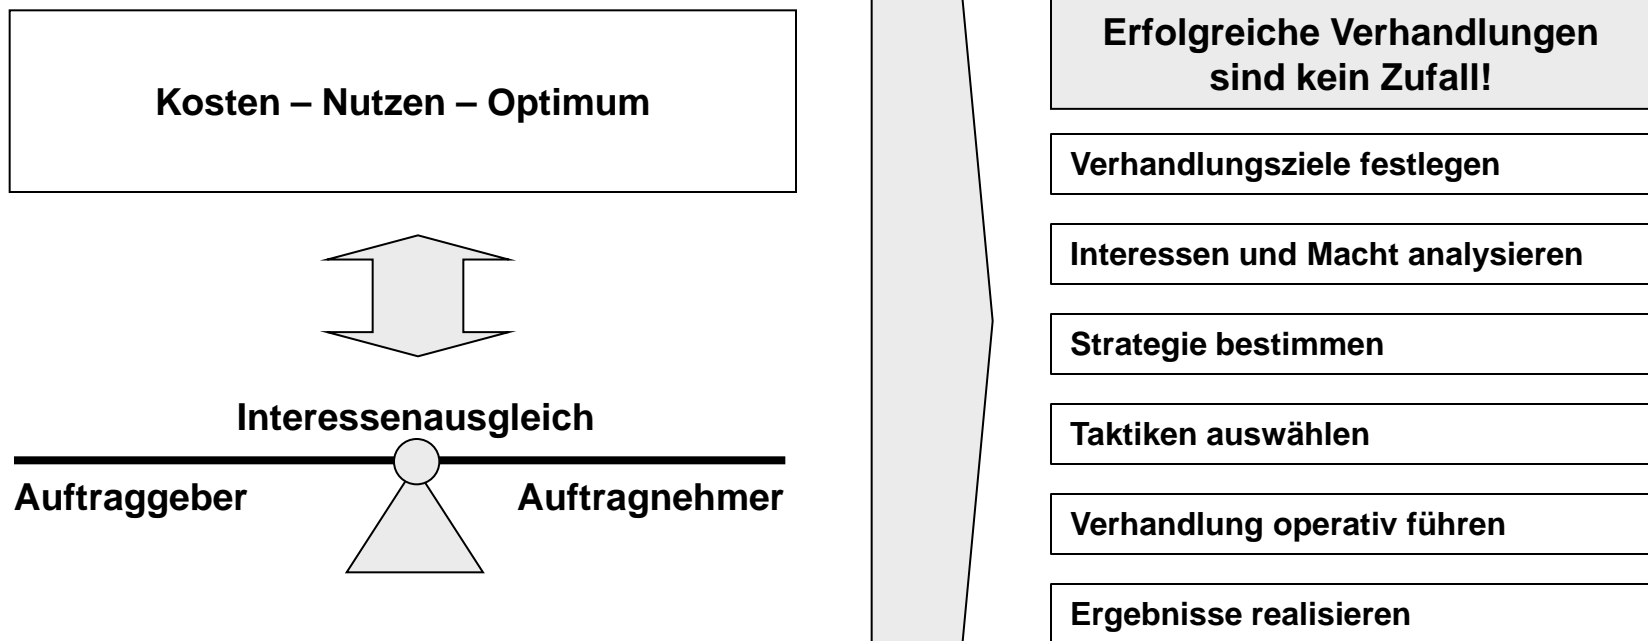 Kosten – Nutzen – Optimum
Interessenausgleich
Auftraggeber
Auftragnehmer
Erfolgreiche Verhandlungen
sind kein Zufall!
Verhandlungsziele festlegen
Interessen und Macht analysieren
Strategie bestimmen
Taktiken auswählen
Verhandlung operativ führen
Ergebnisse realisieren